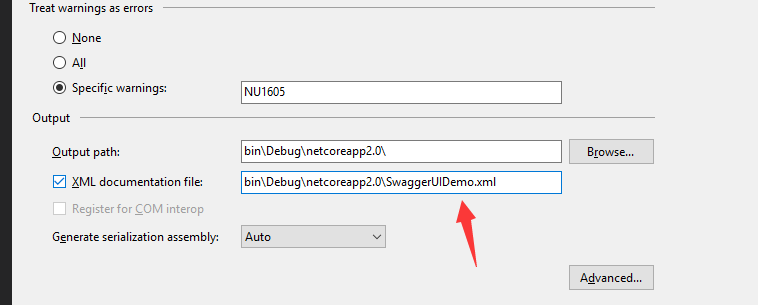 Treat warnings as errors
None
All
Specific warnings: NU1605
Output
Output path: bin\Debug\netcoreapp2.0\ Browse...
XML documentation file: bin\Debug\netcoreapp2.0\SwaggerUIDemo.xml
Register for COM interop
Generate serialization assembly: Auto
Advanced...